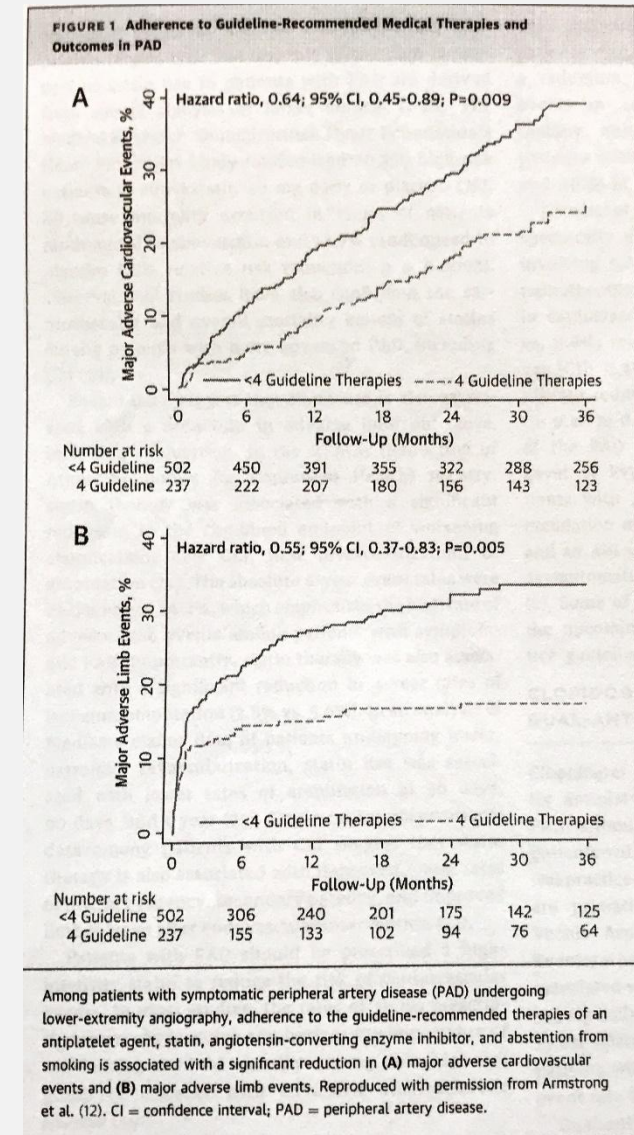 FIGURE 1 Adherence to Guideline-Recommended Medical Therapies and
Outcomes in PAD
A
Major Adverse Cardiovascular Events, %
40
30
20
10
0
Hazard ratio, 0.64; 95% CI, 0.45-0.89; P=0.009
<4 Guideline Therapies 4 Guideline Therapies
0 6 12 18 24 30 36
Follow-Up (Months)
Number at risk
<4 Guideline 502 450 391 355 322 288 256
4 Guideline 237 222 207 180 156 143 123
B
Major Adverse Limb Events, %
40
30
20
10
0
Hazard ratio, 0.55; 95% CI, 0.37-0.83; P=0.005
<4 Guideline Therapies 4 Guideline Therapies
0 6 12 18 24 30 36
Follow-Up (Months)
Number at risk
<4 Guideline 502 306 240 201 175 142 125
4 Guideline 237 155 133 102 94 76 64
Among patients with symptomatic peripheral artery disease (PAD) undergoing
lower-extremity angiography, adherence to the guideline-recommended therapies of an
antiplatelet agent, statin, angiotensin-converting enzyme inhibitor, and abstention from
smoking is associated with a significant reduction in (A) major adverse cardiovascular
events and (B) major adverse limb events. Reproduced with permission from Armstrong
et al. (12). CI = confidence interval; PAD = peripheral artery disease.